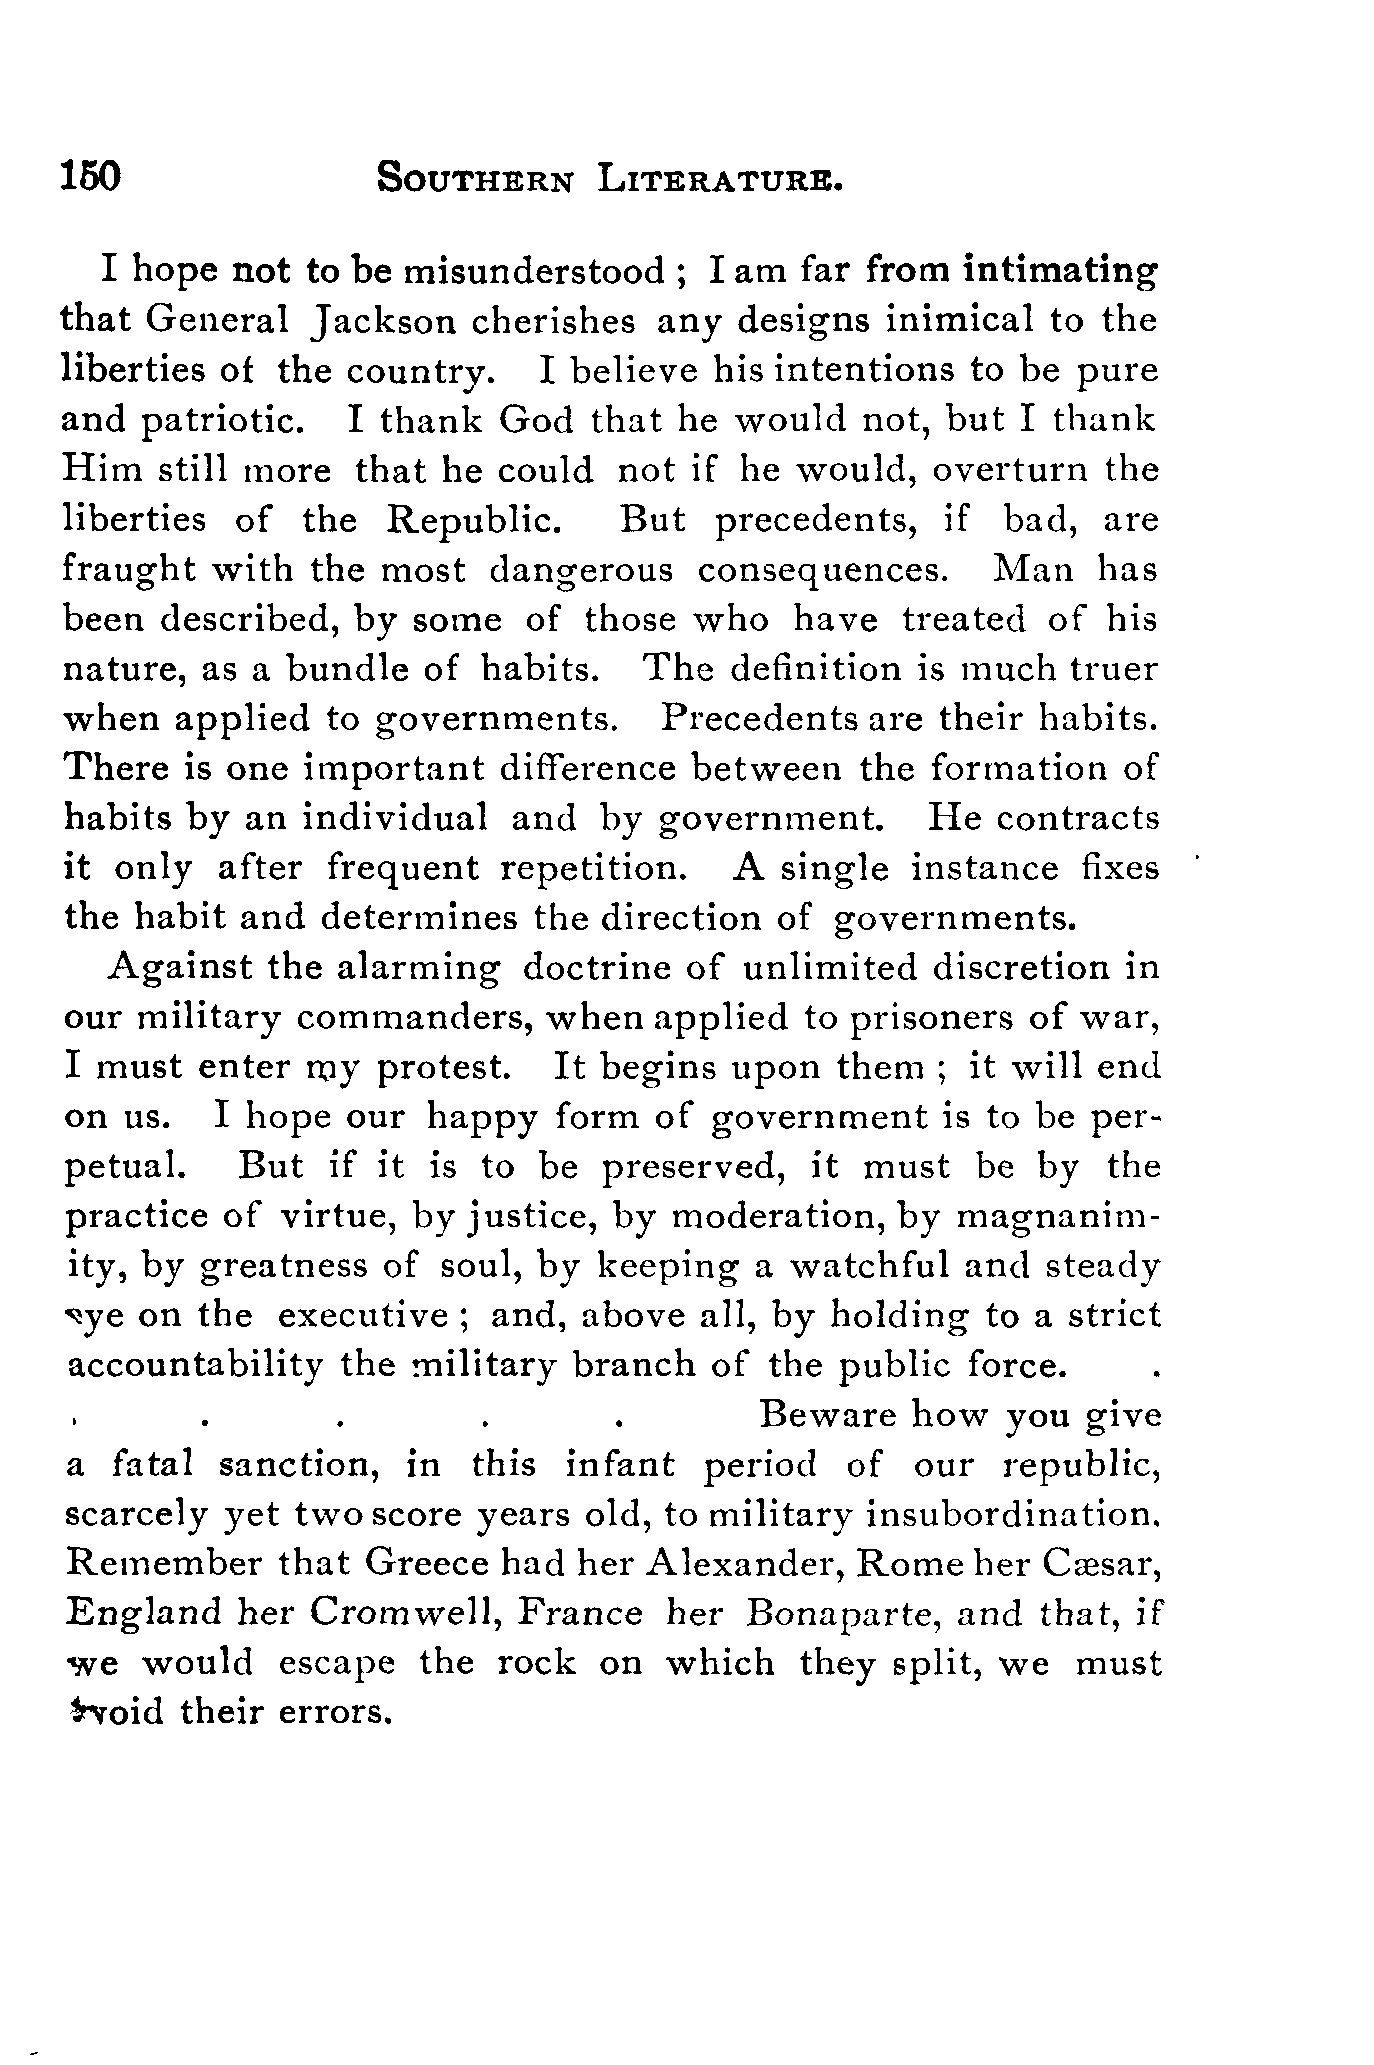 150 SOUTHERN LITERATURE.
I hope not to be misunderstood ; I am far from intimating
that General Jackson cherishes any designs inimical to the
liberties of the country. I believe his intentions to be pure
and patriotic. I thank God that he would not, but I thank
Him still more that he could not if he would, overturn the
liberties of the Republic. But precedents, if bad, are
fraught with the most dangerous consequences. Man has
been described, by some of those who have treated of his
nature, as a bundle of habits. The definition is much truer
when applied to governments. Precedents are their habits.
There is one important difference between the formation of
habits by an individual and by government. He contracts
it only after frequent repetition. A single instance fixes
the habit and determines the direction of governments.
Against the alarming doctrine of unlimited discretion in
our military commanders, when applied to prisoners of war,
I must enter my protest. It begins upon them ; it will end
on us. I hope our happy form of government is to be per-
petual. But if it is to be preserved, it must be by the
practice of virtue, by justice, by moderation, by magnanim-
ity, by greatness of soul, by keeping a watchful and steady
eye on the executive ; and, above all, by holding to a strict
accountability the military branch of the public force. .
. . . . . Beware how you give
a fatal sanction, in this infant period of our republic,
scarcely yet two score years old, to military insubordination.
Remember that Greece had her Alexander, Rome her Cæsar,
England her Cromwell, France her Bonaparte, and that, if
we would escape the rock on which they split, we must
avoid their errors.